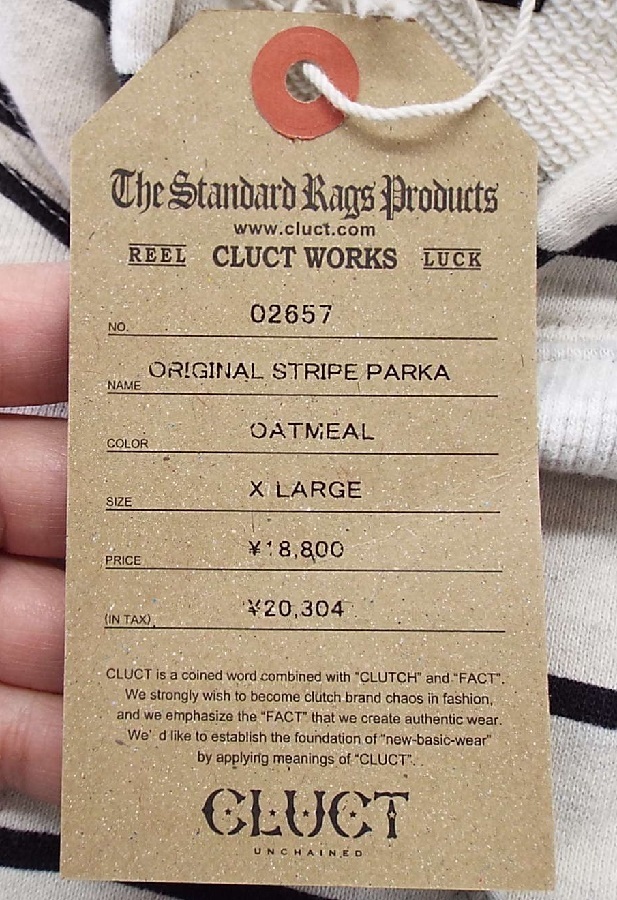 The Standard Rags Products
www.cluct.com
REEL CLUCT WORKS LUCK
NO. 02657
NAME ORIGINAL STRIPE PARKA
COLOR OATMEAL
SIZE X LARGE
PRICE ¥18,800
(IN TAX) ¥20,304
CLUCT is a coined word combined with "CLUTCH" and "FACT".
We strongly wish to become clutch brand chaos in fashion,
and we emphasize the "FACT" that we create authentic wear.
We' d like to establish the foundation of "new-basic-wear"
by applying meanings of "CLUCT".
CLUCT
UNCHAINED